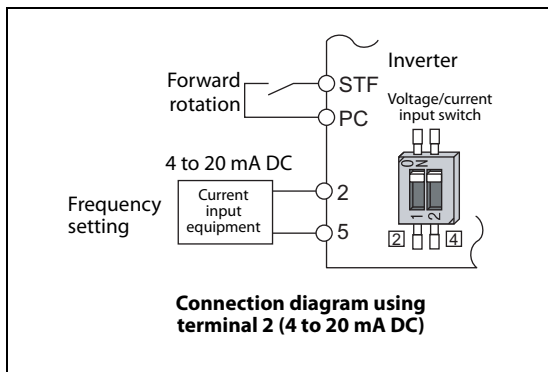 Inverter
Forward
rotation
STF
PC
Voltage/current
input switch
ON
1 2
2 4
4 to 20 mA DC
Frequency
setting
Current
input
equipment
2
5
Connection diagram using
terminal 2 (4 to 20 mA DC)